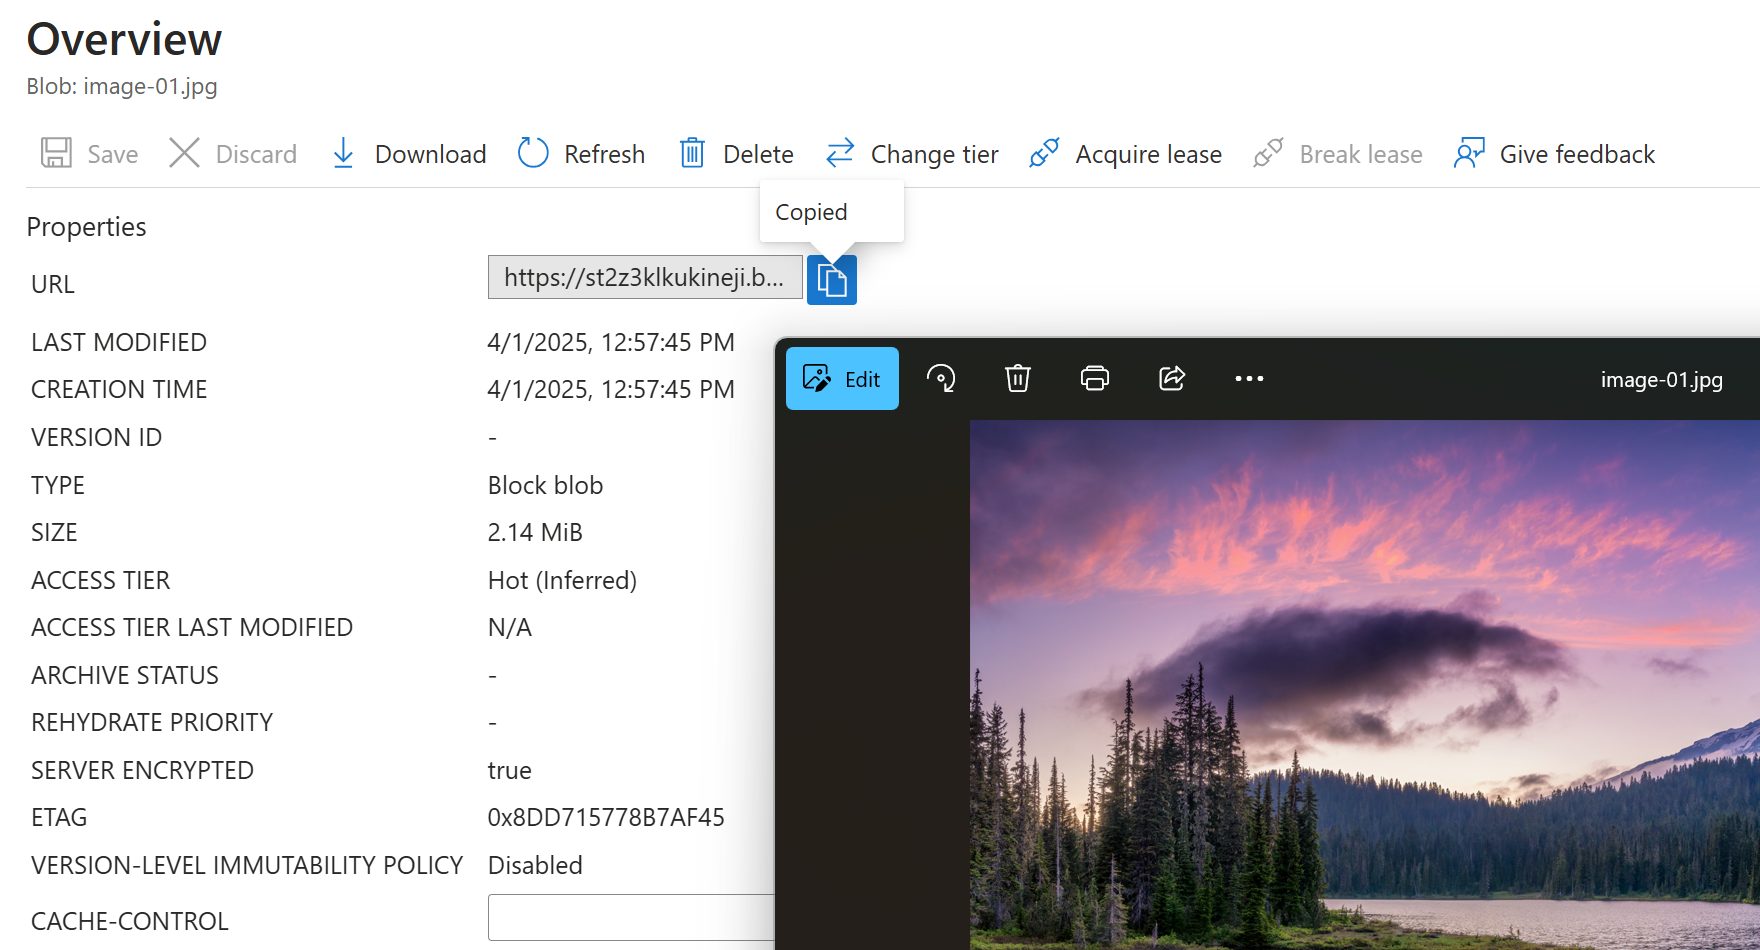 Overview
Blob: image-01.jpg
Save Discard Download Refresh Delete Change tier Acquire lease Break lease Give feedback
Copied
Properties
URL https://st2z3klkukineji.b...
LAST MODIFIED 4/1/2025, 12:57:45 PM
Edit image-01.jpg
CREATION TIME 4/1/2025, 12:57:45 PM
VERSION ID -
TYPE Block blob
SIZE 2.14 MiB
ACCESS TIER Hot (Inferred)
ACCESS TIER LAST MODIFIED N/A
ARCHIVE STATUS -
REHYDRATE PRIORITY -
SERVER ENCRYPTED true
ETAG 0x8DD715778B7AF45
VERSION-LEVEL IMMUTABILITY POLICY Disabled
CACHE-CONTROL